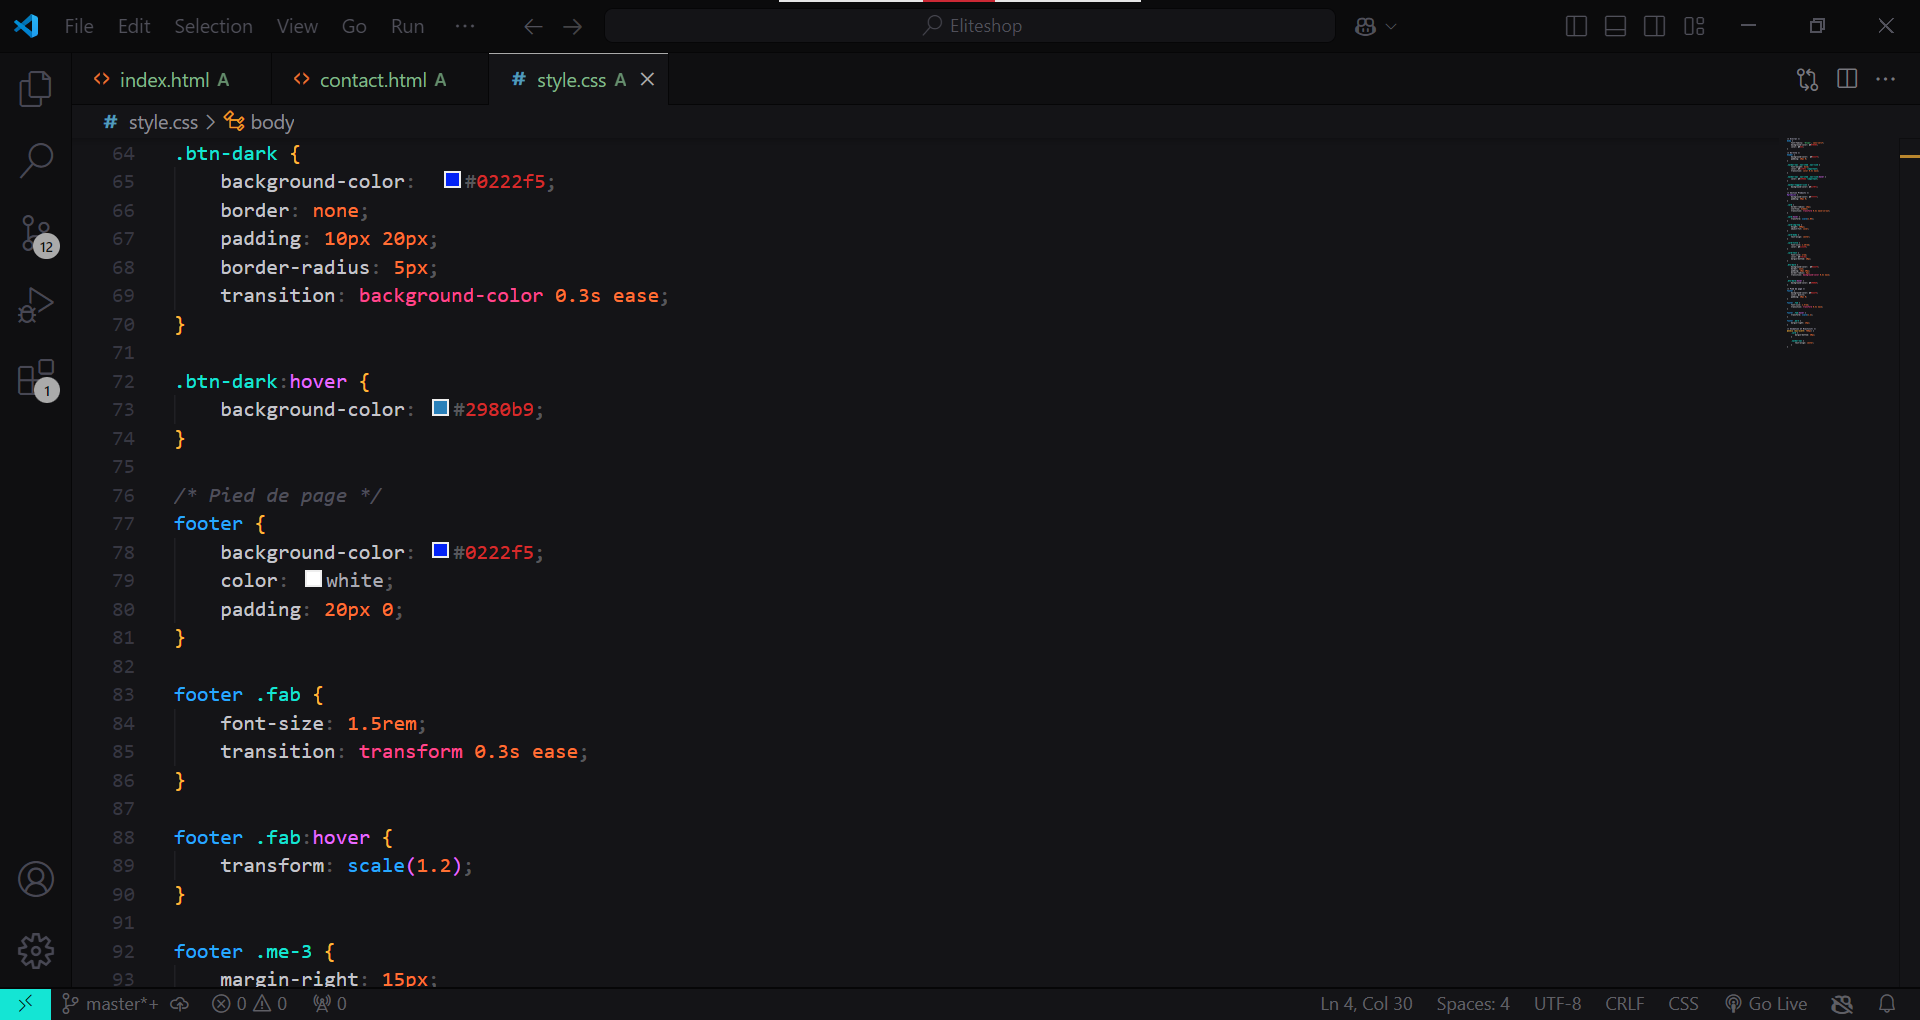 File Edit Selection View Go Run ··· Eliteshop
index.html A contact.html A # style.css A
# style.css > body
64 .btn-dark {
65 background-color: #0222f5;
66 border: none;
67 padding: 10px 20px;
68 border-radius: 5px;
69 transition: background-color 0.3s ease;
70 }
71
72 .btn-dark:hover {
73 background-color: #2980b9;
74 }
75
76 /* Pied de page */
77 footer {
78 background-color: #0222f5;
79 color: white;
80 padding: 20px 0;
81 }
82
83 footer .fab {
84 font-size: 1.5rem;
85 transition: transform 0.3s ease;
86 }
87
88 footer .fab:hover {
89 transform: scale(1.2);
90 }
91
92 footer .me-3 {
93 margin-right: 15px;
12
1
master*+ 0 0 0 Ln 4, Col 30 Spaces: 4 UTF-8 CRLF CSS Go Live